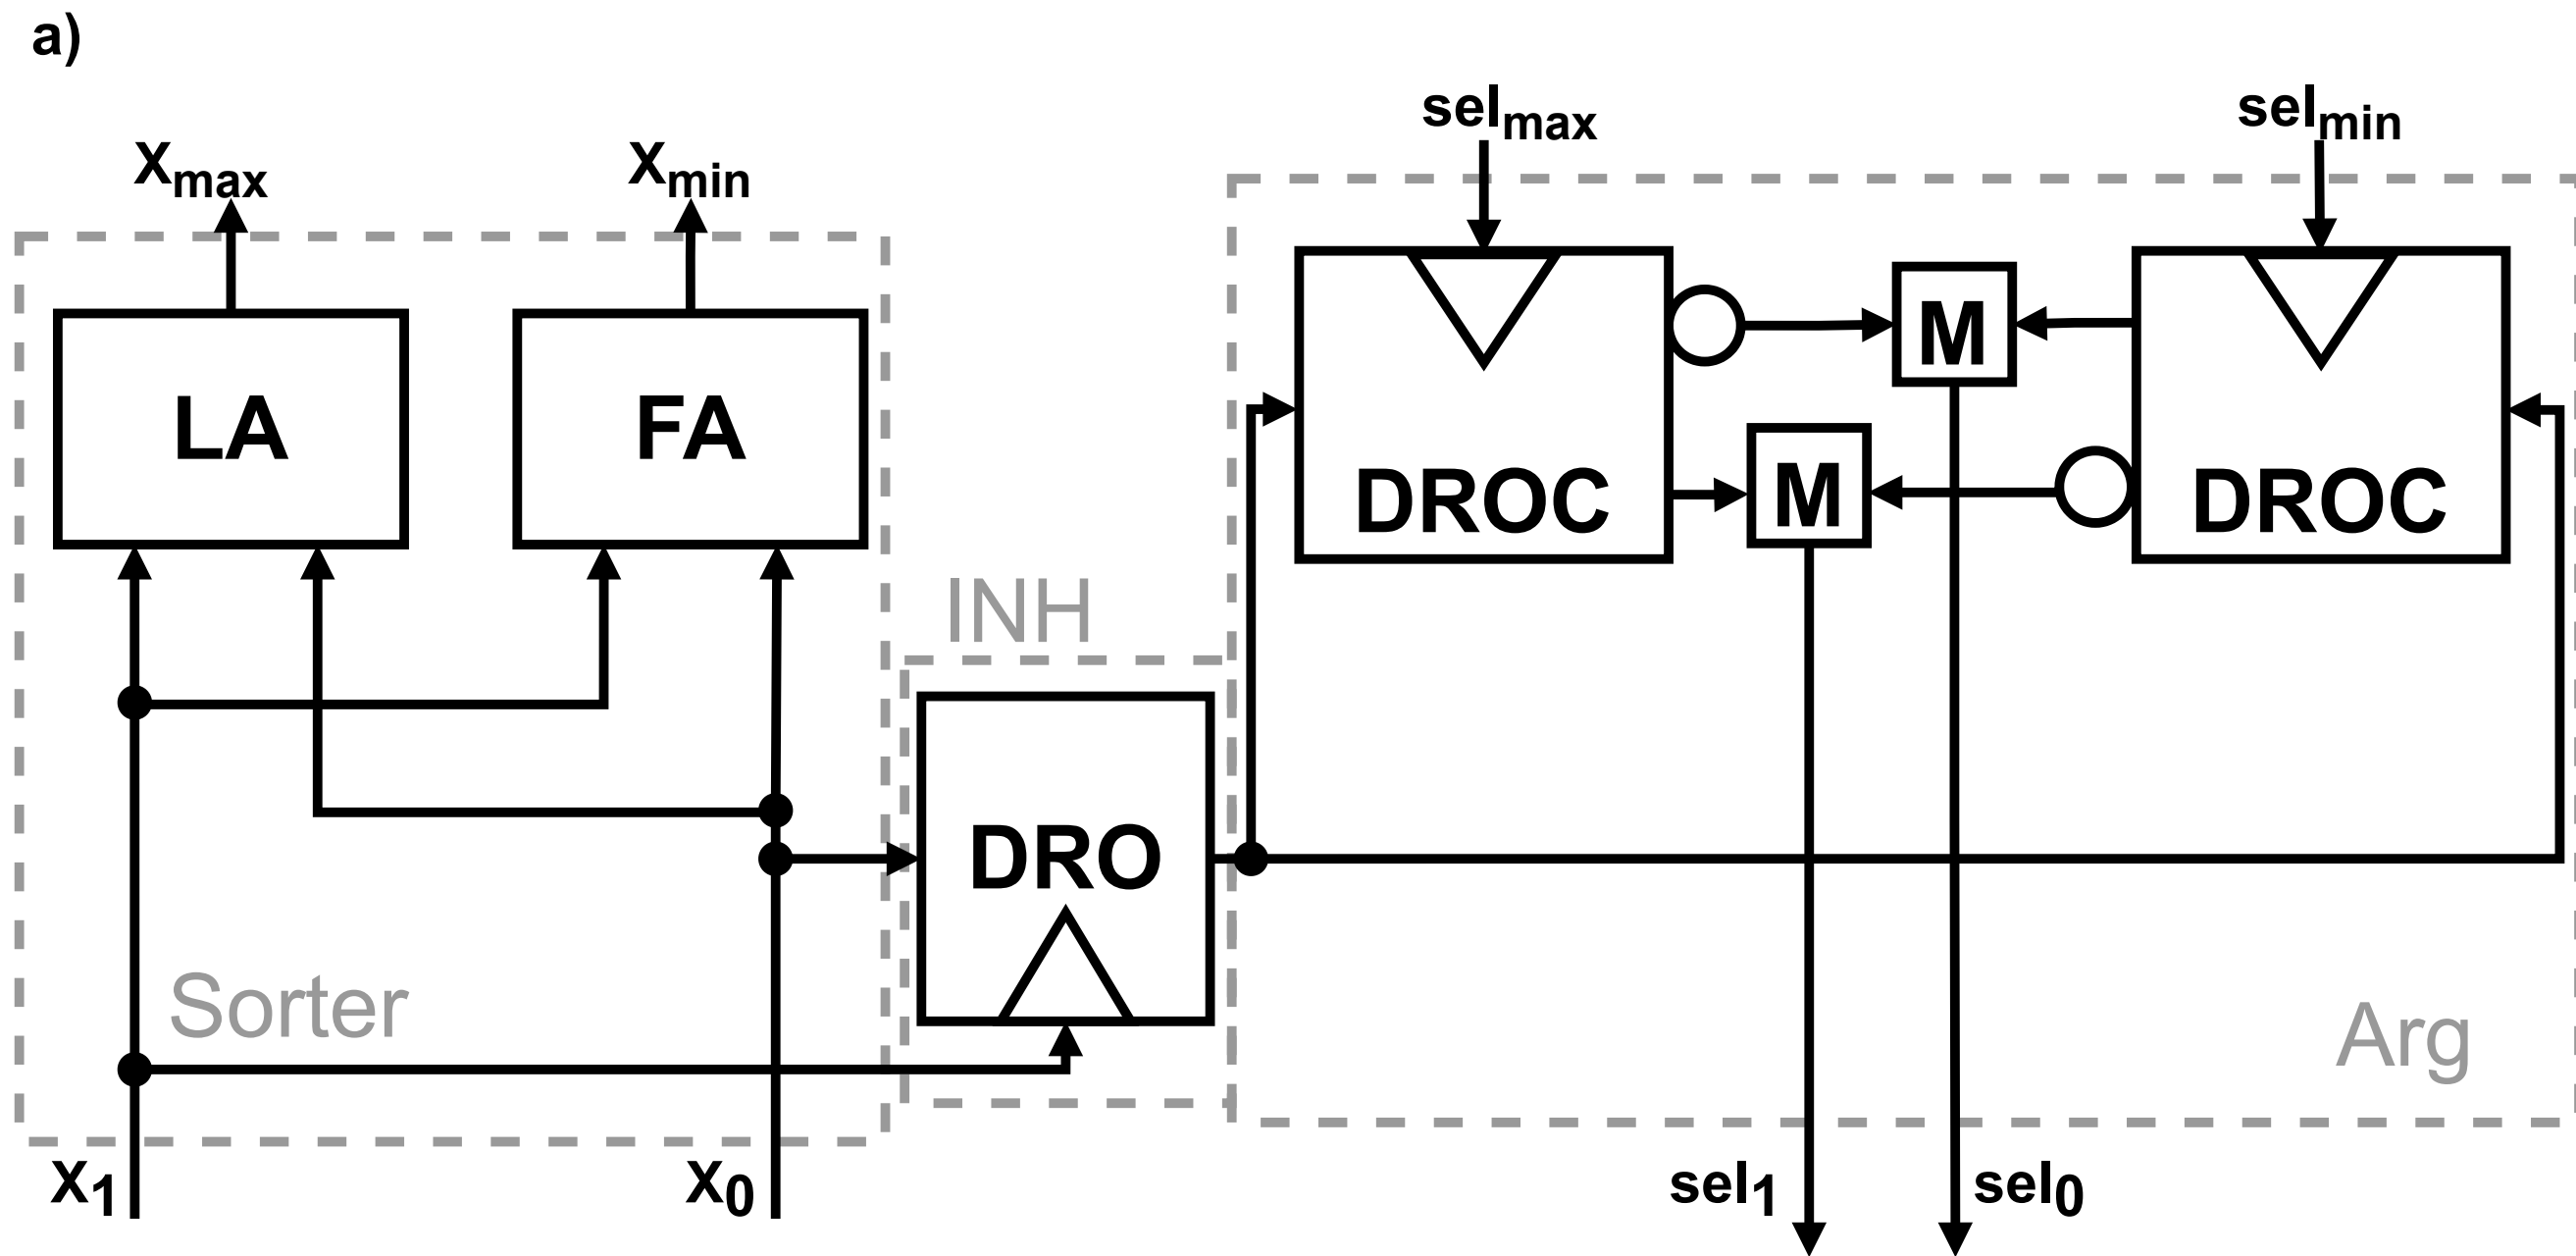 a)
selmax
selmin
xmax
xmin
LA
FA
M
M
DROC
DROC
INH
DRO
Sorter
Arg
x1
x0
sel1
sel0